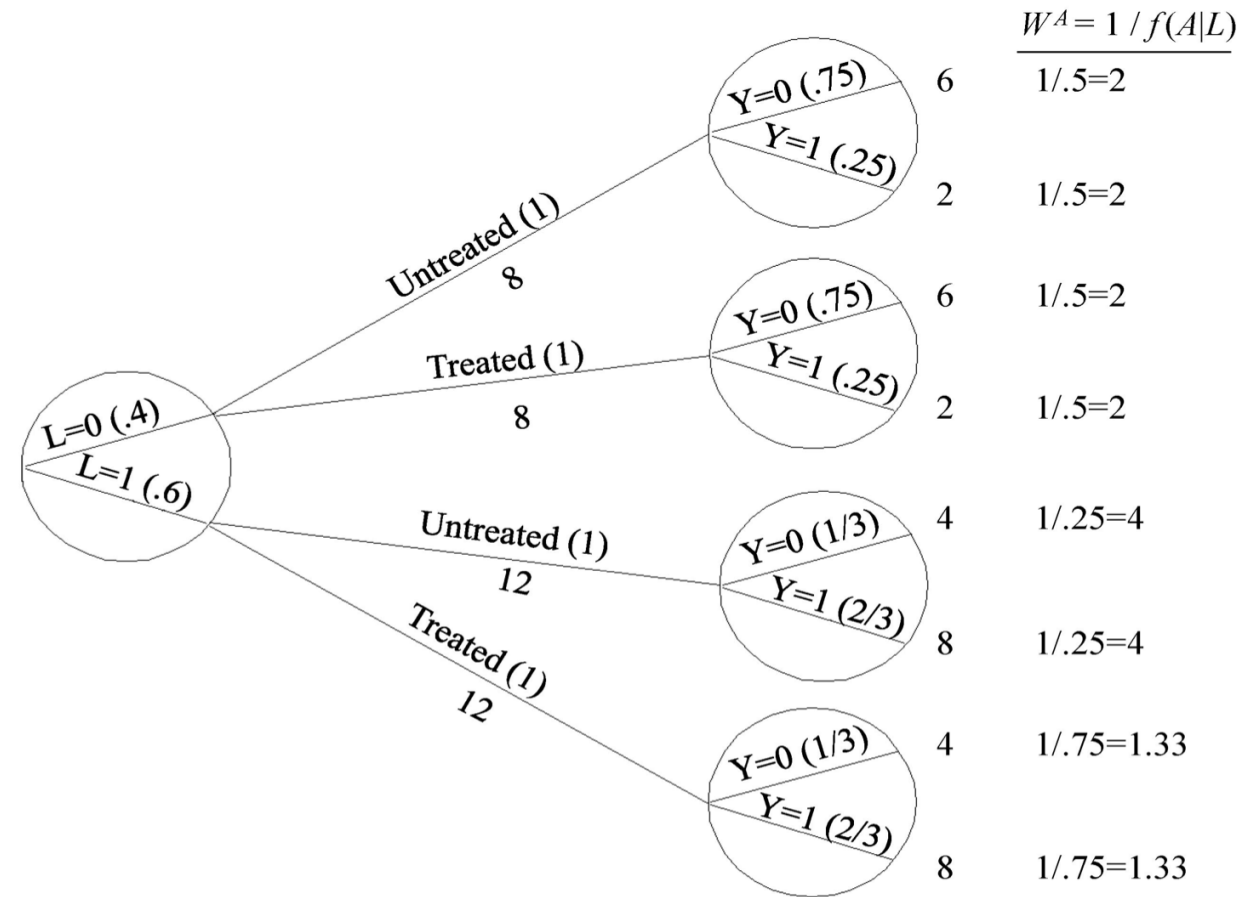 W^A = 1 / f(A|L)
Y=0 (.75) 6 1/.5=2
Y=1 (.25) 2 1/.5=2
Untreated (1)
8
Y=0 (.75) 6 1/.5=2
Treated (1)
8
Y=1 (.25) 2 1/.5=2
L=0 (.4)
L=1 (.6)
Untreated (1)
12
Y=0 (1/3) 4 1/.25=4
Y=1 (2/3) 8 1/.25=4
Treated (1)
12
Y=0 (1/3) 4 1/.75=1.33
Y=1 (2/3) 8 1/.75=1.33